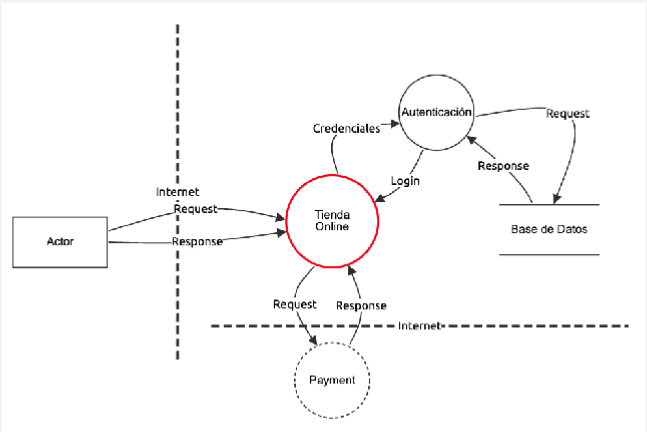 Autenticación
Request
Credenciales
Response
Login
Internet
Request
Tienda
Online
Base de Datos
Actor
Response
Request
Response
Internet
Payment